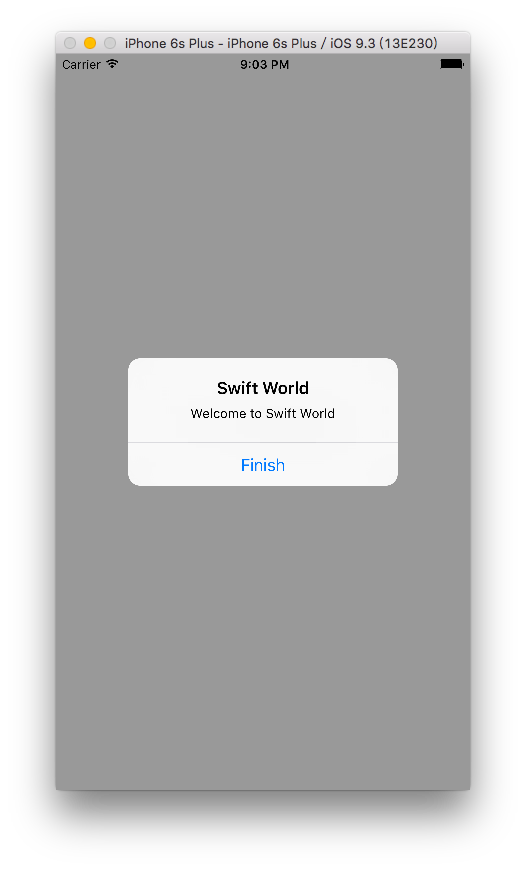 iPhone 6s Plus - iPhone 6s Plus / iOS 9.3 (13E230)
Carrier 9:03 PM
Swift World
Welcome to Swift World
Finish